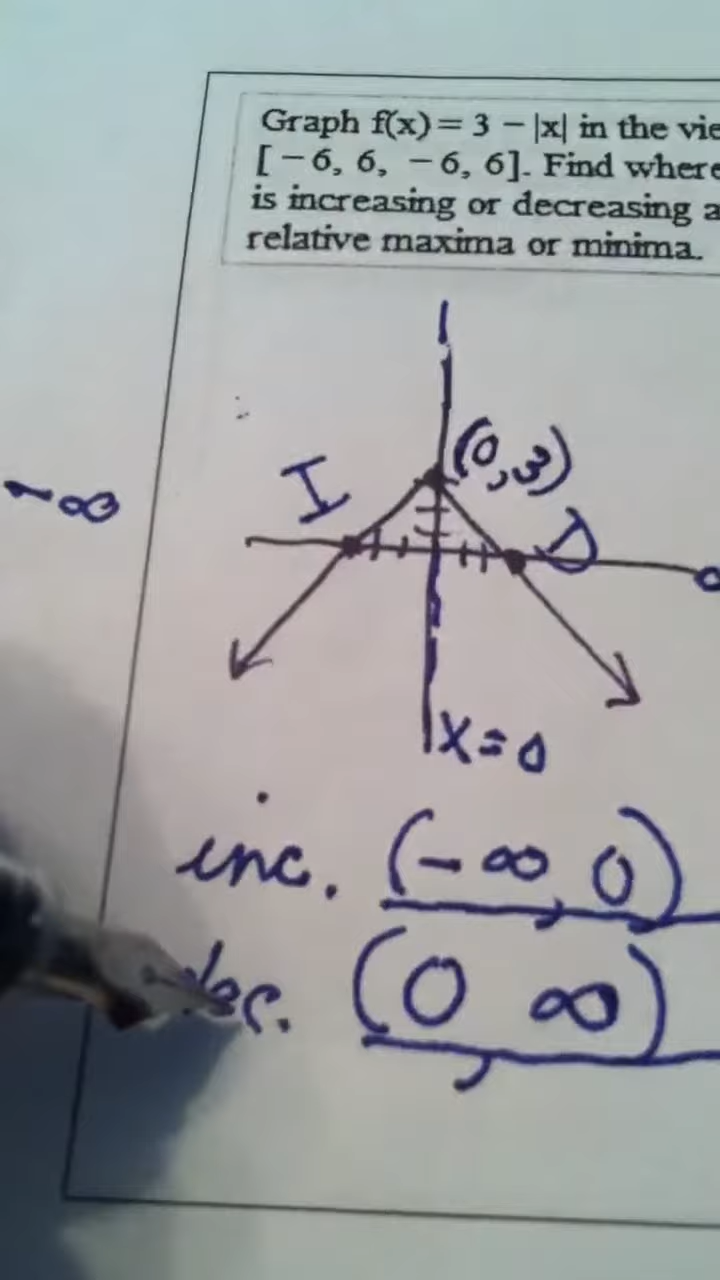 Graph f(x) = 3 − |x| in the vie
[ − 6, 6, − 6, 6]. Find where
is increasing or decreasing a
relative maxima or minima.
(0,3)
I
-∞
D
X=0
inc. (-∞, 0)
dec. (0, ∞)